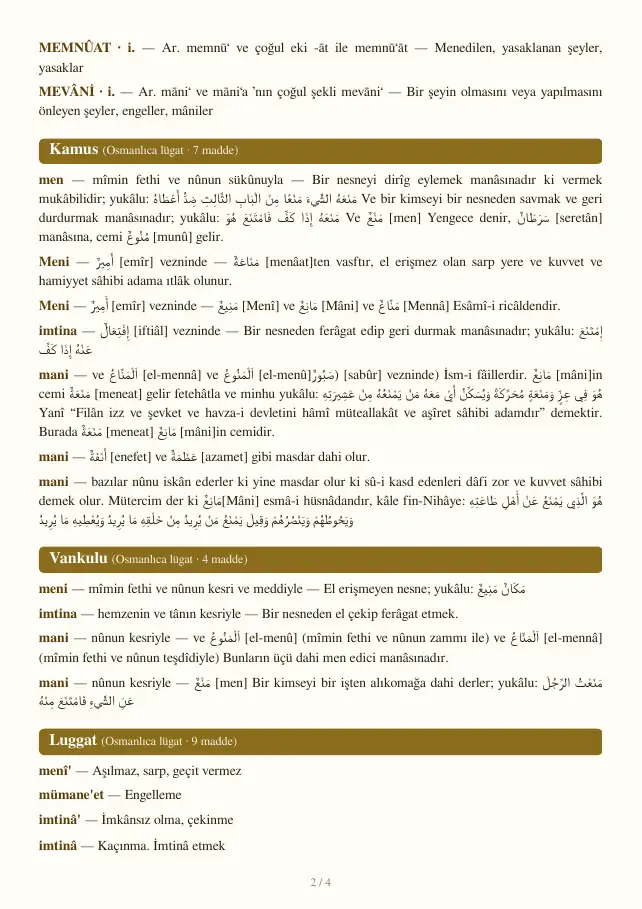 MEMNÛAT · i. — Ar. memnū‘ ve çoğul eki -āt ile memnū‘āt — Menedilen, yasaklanan şeyler,
yasaklar
MEVÂNİ · i. — Ar. māni‘ ve māni‘a ’nın çoğul şekli mevāni‘ — Bir şeyin olmasını veya yapılmasını
önleyen şeyler, engeller, mâniler
Kamus (Osmanlıca lügat · 7 madde)
men — mîmin fethi ve nûnun sükûnuyla — Bir nesneyi dirîg eylemek manâsınadır ki vermek
mukâbilidir; yukâlu: مَنَعَهُ الشَّيءَ مَنْعًا مِنَ الْبَابِ الثَّالِثِ ضِدُّ أَعْطَاهُ Ve bir kimseyi bir nesneden savmak ve geri
durdurmak manâsınadır; yukâlu: مَنَعَهُ إِذَا كَفَّ فَامْتَنَعَ هُوَ Ve مَنْعٌ [men] Yengece denir, سَرَطَانٌ [seretân]
manâsına, cemi مُنُوعٌ [munû] gelir.
Meni — أَمِيرٌ [emîr] vezninde — مَنَاعَةٌ [menâat]ten vasftır, el erişmez olan sarp yere ve kuvvet ve
hamiyyet sâhibi adama ıtlâk olunur.
Meni — أَمِيرٌ [emîr] vezninde — مَنِيعٌ [Menî] ve مَانِعٌ [Mâni] ve مَنَّاعٌ [Mennâ] Esâmî-i ricâldendir.
imtina — إِفْتِعَالٌ [iftiâl] vezninde — Bir nesneden ferâgat edip geri durmak manâsınadır; yukâlu: إِمْتَنَعَ
عَنْهُ إِذَا كَفَّ
mani — ve اَلْمَنَّاعُ [el-mennâ] ve اَلْمَنُوعُ [el-menû]صَبُورٌ) [sabûr] vezninde) İsm-i fâillerdir. مَانِعٌ [mâni]in
cemi مَنَعَةٌ [meneat] gelir fetehâtla ve minhu yukâlu: هُوَ فِي عِزٍّ وَمَنَعَةٍ مُحَرَّكَةً وَيُسَكَّنُ أَيْ مَعَهُ مَنْ يَمْنَعُهُ مِنْ عَشِيرَتِهِ
Yanî “Filân izz ve şevket ve havza-i devletini hâmî müteallakât ve aşîret sâhibi adamdır” demektir.
Burada مَنَعَةٌ [meneat] مَانِعٌ [mâni]in cemidir.
mani — أَنَفَةٌ [enefet] ve عَظَمَةٌ [azamet] gibi masdar dahi olur.
mani — bazılar nûnu iskân ederler ki yine masdar olur ki sû-i kasd edenleri dâfi zor ve kuvvet sâhibi
demek olur. Mütercim der ki مَانِعٌ[Mâni] esmâ-i hüsnâdandır, kâle fin-Nihâye: هُوَ الَّذِي يَمْنَعُ عَنْ أَهْلِ طَاعَتِهِ
وَيَحُوطُهُمْ وَيَنْصُرُهُمْ وَقِيلَ يَمْنَعُ مَنْ يُرِيدُ مِنْ خَلْقِهِ مَا يُرِيدُ وَيُعْطِيهِ مَا يُرِيدُ
Vankulu (Osmanlıca lügat · 4 madde)
meni — mîmin fethi ve nûnun kesri ve meddiyle — El erişmeyen nesne; yukâlu: مَكَانٌ مَنِيعٌ
imtina — hemzenin ve tânın kesriyle — Bir nesneden el çekip ferâgat etmek.
mani — nûnun kesriyle — ve اَلْمَنُوعُ [el-menû] (mîmin fethi ve nûnun zammı ile) ve اَلْمَنَّاعُ [el-mennâ]
(mîmin fethi ve nûnun teşdîdiyle) Bunların üçü dahi men edici manâsınadır.
mani — nûnun kesriyle — مَنْعٌ [men] Bir kimseyi bir işten alıkomağa dahi derler; yukâlu: مَنَعْتُ الرَّجُلَ
عَنِ الشَّيءِ فَامْتَنَعَ مِنْهُ
Luggat (Osmanlıca lügat · 9 madde)
menî' — Aşılmaz, sarp, geçit vermez
mümane'et — Engelleme
imtinâ' — İmkânsız olma, çekinme
imtinâ — Kaçınma. İmtinâ etmek
2 / 4